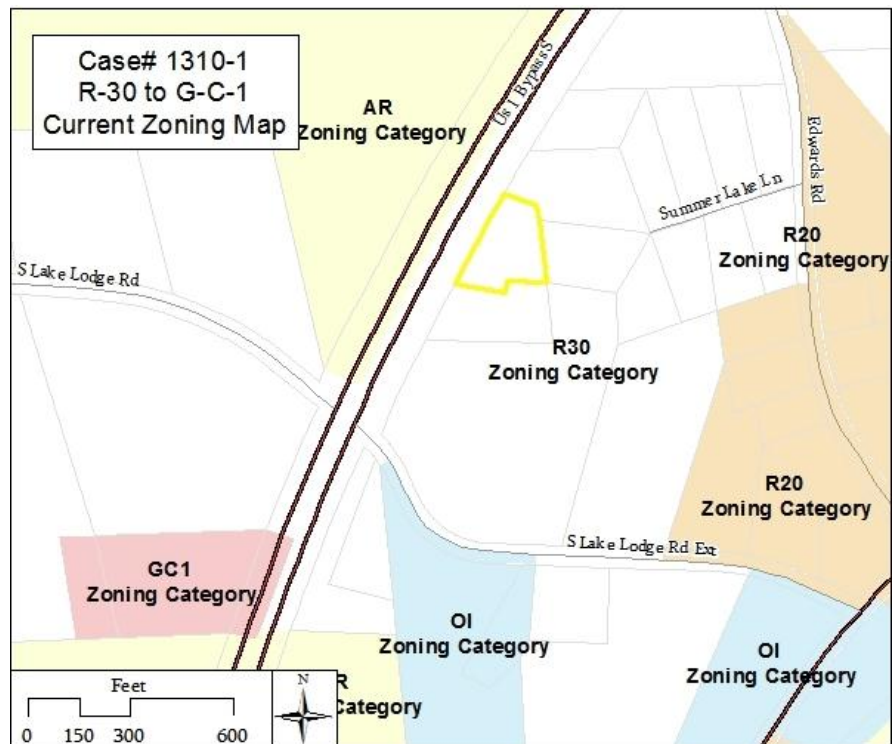 Case# 1310-1
R-30 to G-C-1
Current Zoning Map
AR
Zoning Category
Us 1 Bypass S
Edwards Rd
Summer Lake Ln
R20
Zoning Category
S Lake Lodge Rd
R30
Zoning Category
R20
Zoning Category
S Lake Lodge Rd Ext
GC1
Zoning Category
OI
Zoning Category
OI
Zoning Category
R
Category
Feet
0 150 300 600
N